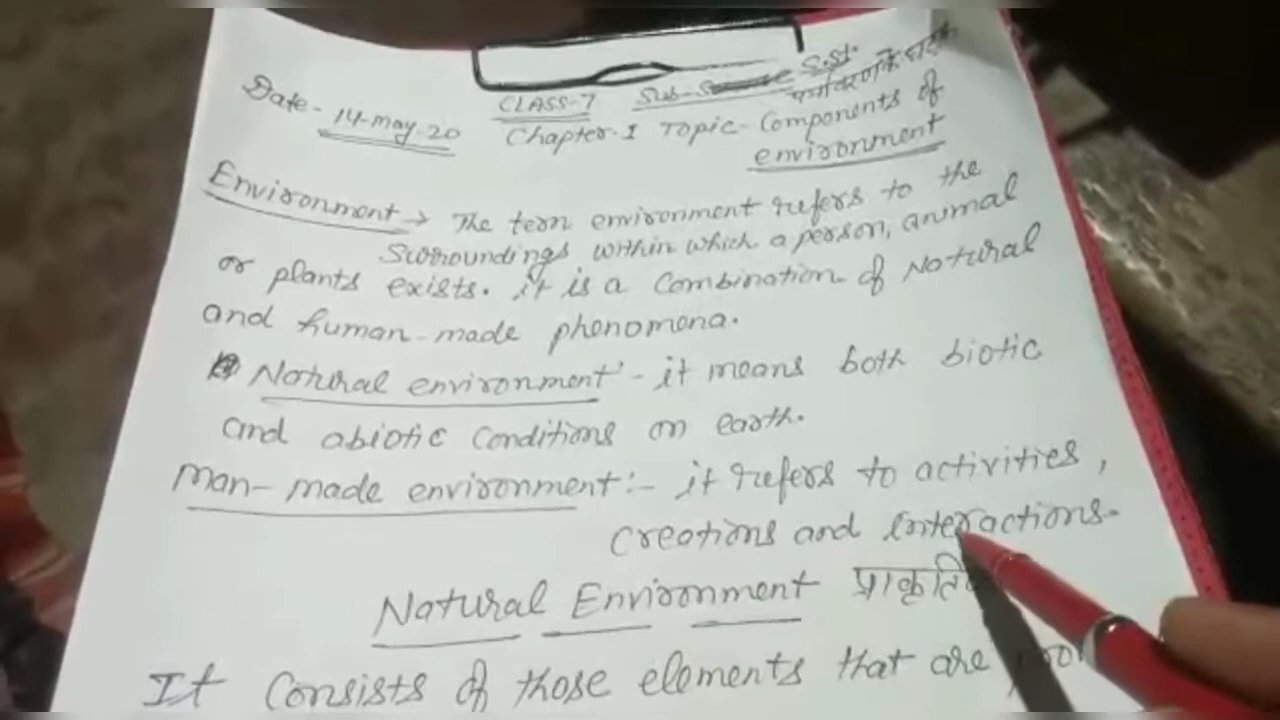 Date- 14-may 20 CLASS-7 Sub- S.St.
पर्यावरण के घटक
Chapter-1 Topic- Components of
environment
Environment → The term environment refers to the
surroundings within which a person, animal
or plants exists. it is a Combination of Natural
and human-made phenomena.
Natural environment - it means both biotic
and abiotic Conditions on earth.
Man-made environment:- it refers to activities,
Creations and interactions.
Natural Environment
It Consists of those elements that are